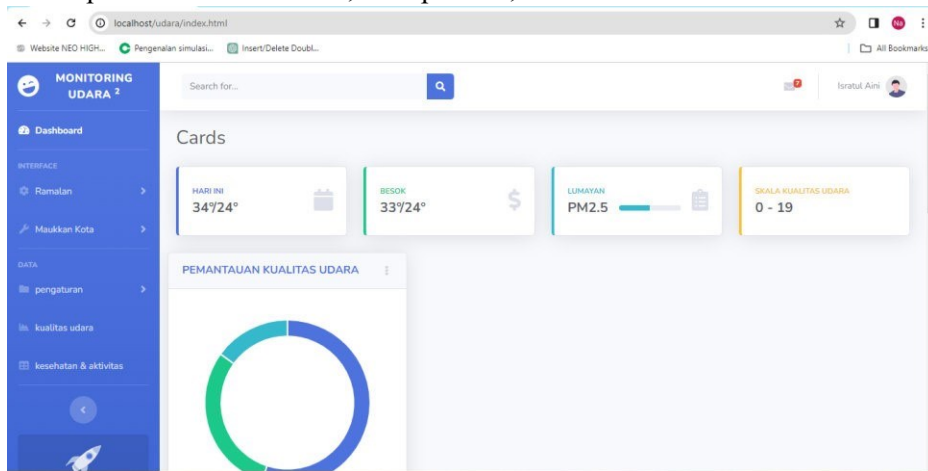 localhost/udara/index.html
Na
Website NEO HIGH...
Pengenalan simulasi...
Insert/Delete Doubl...
All Bookmarks
MONITORING
UDARA 2
Search for...
7
Isratul Aini
Dashboard
Cards
INTERFACE
Ramalan
HARI INI
34°/24°
BESOK
33°/24°
$
LUMAYAN
PM2.5
SKALA KUALITAS UDARA
0 - 19
Maukkan Kota
DATA
PEMANTAUAN KUALITAS UDARA
pengaturan
kualitas udara
kesehatan & aktivitas